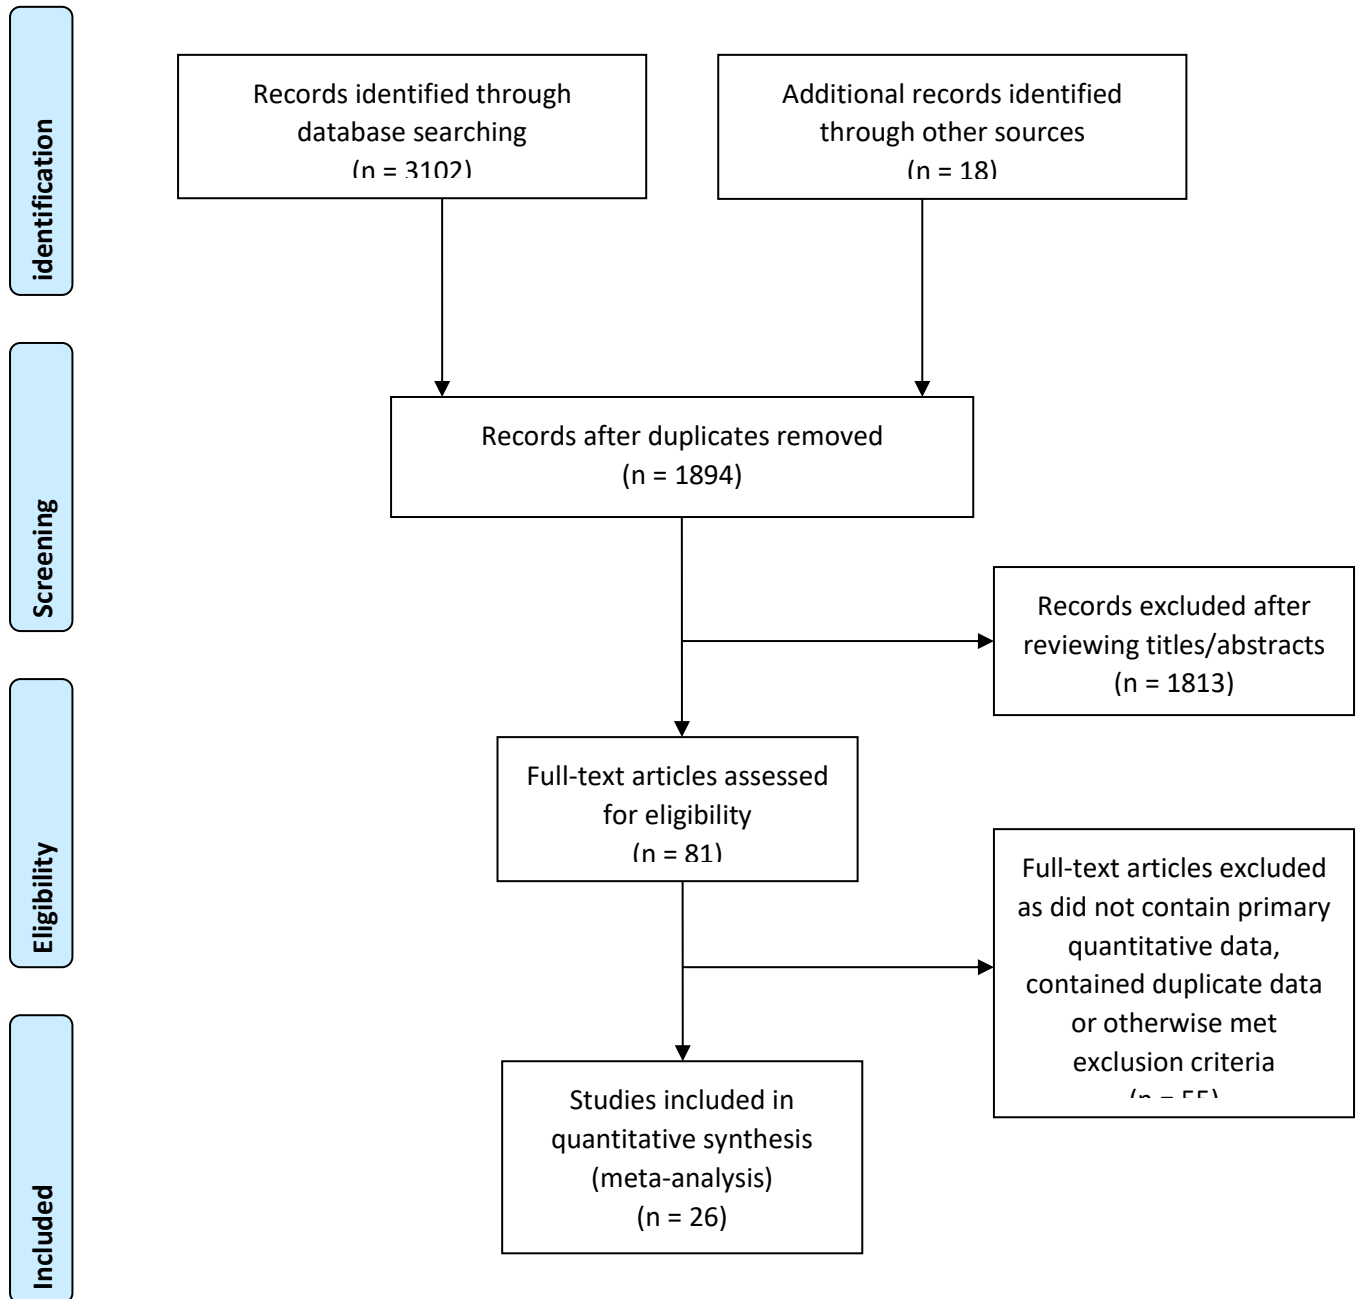 identification
Records identified through
database searching
(n = 3102)
Additional records identified
through other sources
(n = 18)
Screening
Records after duplicates removed
(n = 1894)
Records excluded after
reviewing titles/abstracts
(n = 1813)
Eligibility
Full-text articles assessed
for eligibility
(n = 81)
Full-text articles excluded
as did not contain primary
quantitative data,
contained duplicate data
or otherwise met
exclusion criteria
(n = 55)
Included
Studies included in
quantitative synthesis
(meta-analysis)
(n = 26)